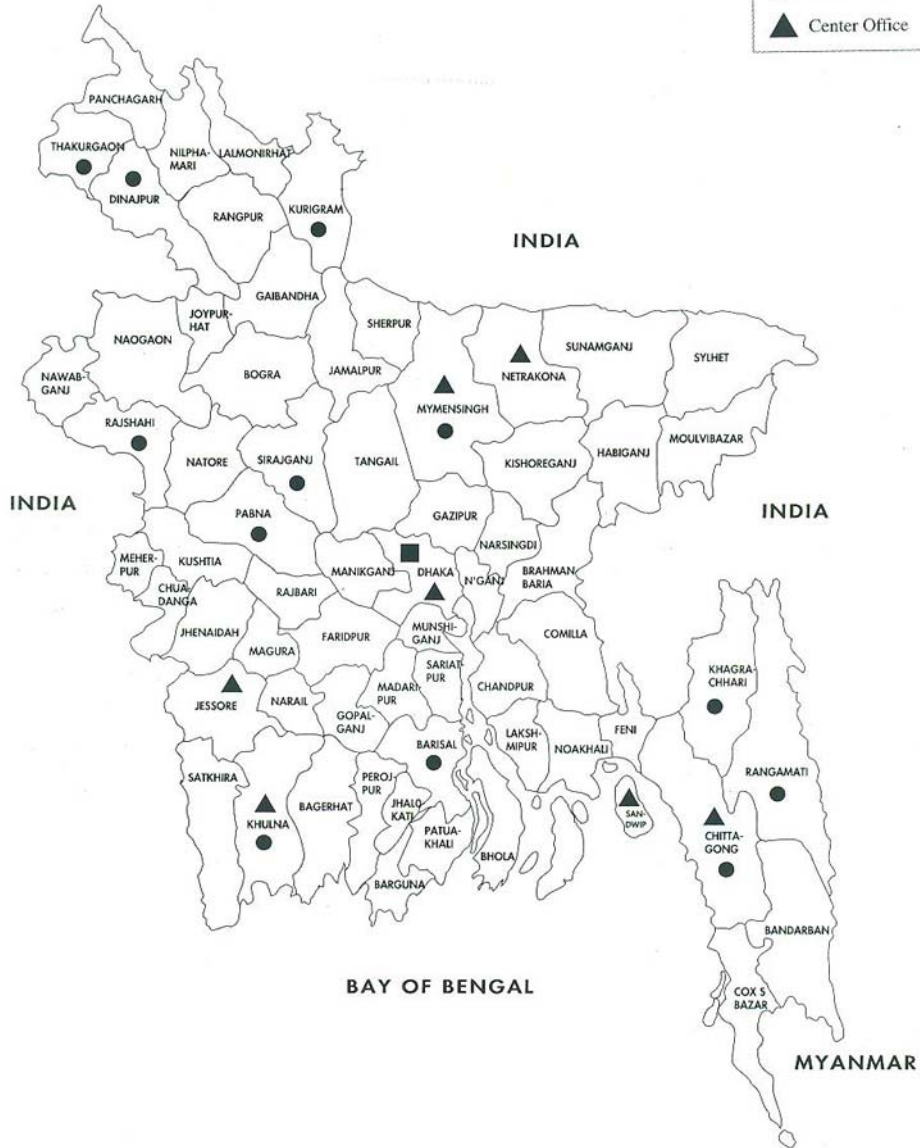 Center Office
PANCHAGARH
THAKURGAON
NILPHA-
MARI
LALMONIRHAT
DINAJPUR
RANGPUR
KURIGRAM
INDIA
GAIBANDHA
JOYPUR-
HAT
SHERPUR
NAOGAON
SUNAMGANJ
SYLHET
NAWAB-
GANJ
BOGRA
JAMALPUR
NETRAKONA
MYMENSINGH
RAJSHAHI
MOULVIBAZAR
NATORE
SIRAJGANJ
TANGAIL
KISHOREGANJ
HABIGANJ
INDIA
PABNA
GAZIPUR
INDIA
NARSINGDI
MEHER-
PUR
KUSHTIA
MANIKGANJ
DHAKA
N'GANJ
BRAHMAN-
BARIA
CHUA-
DANGA
RAJBARI
JHENAIDAH
FARIDPUR
MUNSHI-
GANJ
COMILLA
MAGURA
SARIAT-
PUR
KHAGRA-
CHHARI
JESSORE
NARAIL
MADARI
PUR
CHANDPUR
GOPAL-
GANJ
BARISAL
LAKSH-
MIPUR
NOAKHALI
FENI
SATKHIRA
PEROJ-
PUR
RANGAMATI
KHULNA
BAGERHAT
JHALO
KATI
SAN-
DWIP
PATUA-
KHALI
CHITTA-
GONG
BHOLA
BARGUNA
BANDARBAN
BAY OF BENGAL
COX S
BAZAR
MYANMAR